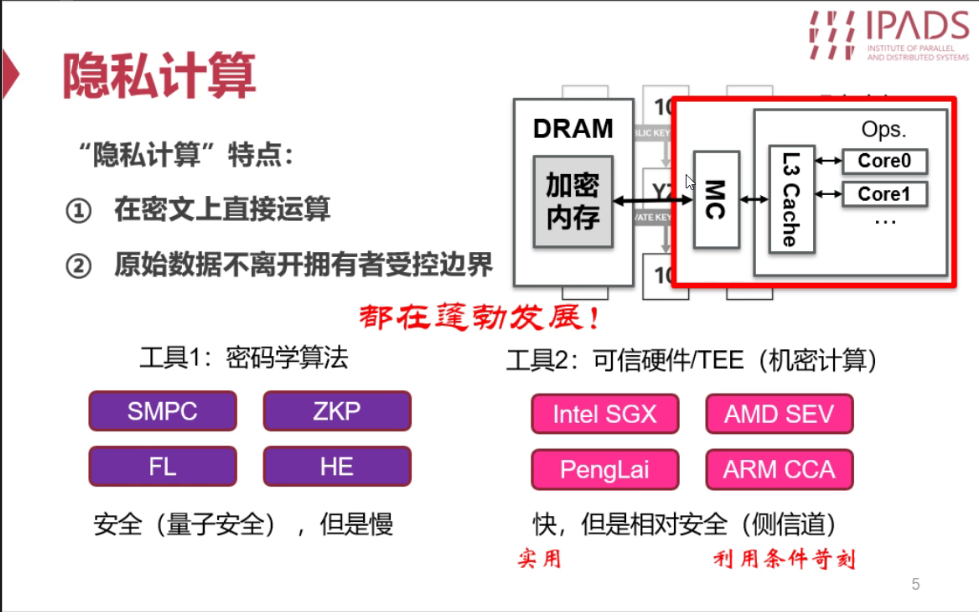 IPADS
INSTITUTE OF PARALLEL
AND DISTRIBUTED SYSTEMS
隐私计算
“隐私计算”特点：
① 在密文上直接运算
② 原始数据不离开拥有者受控边界
DRAM
加密
内存
MC
L3 Cache
Ops.
Core0
Core1
...
10
YZ
10
都在蓬勃发展！
工具1：密码学算法
SMPC
ZKP
FL
HE
安全（量子安全），但是慢
工具2：可信硬件/TEE（机密计算）
Intel SGX
AMD SEV
PengLai
ARM CCA
快，但是相对安全（侧信道）
实用
利用条件苛刻
5